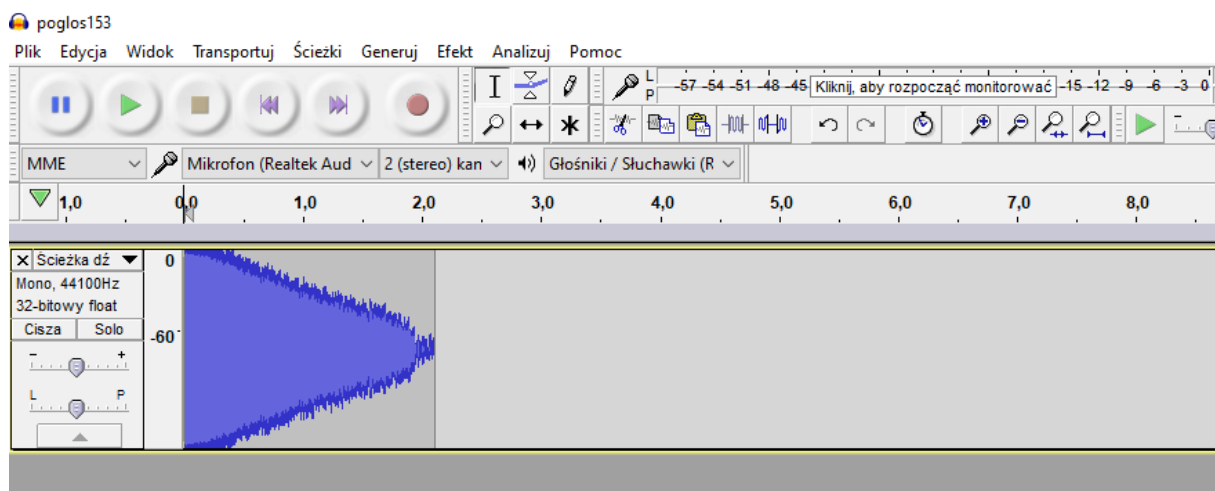 poglos153
Plik Edycja Widok Transportuj Ścieżki Generuj Efekt Analizuj Pomoc
L
P
-57 -54 -51 -48 -45 Kliknij, aby rozpocząć monitorować -15 -12 -9 -6 -3 0
MME Mikrofon (Realtek Aud 2 (stereo) kan Głośniki / Słuchawki (R
1,0 0,0 1,0 2,0 3,0 4,0 5,0 6,0 7,0 8,0
Ścieżka dź 0
Mono, 44100Hz
32-bitowy float
Cisza Solo -60
- +
L P